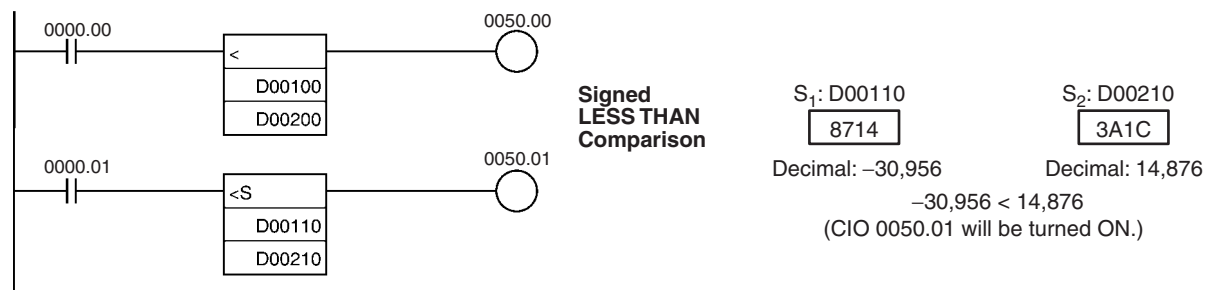 0000.00
0050.00
<
D00100
D00200
0000.01
0050.01
<S
D00110
D00210
Signed
LESS THAN
Comparison
S1: D00110
8714
Decimal: –30,956
S2: D00210
3A1C
Decimal: 14,876
–30,956 < 14,876
(CIO 0050.01 will be turned ON.)